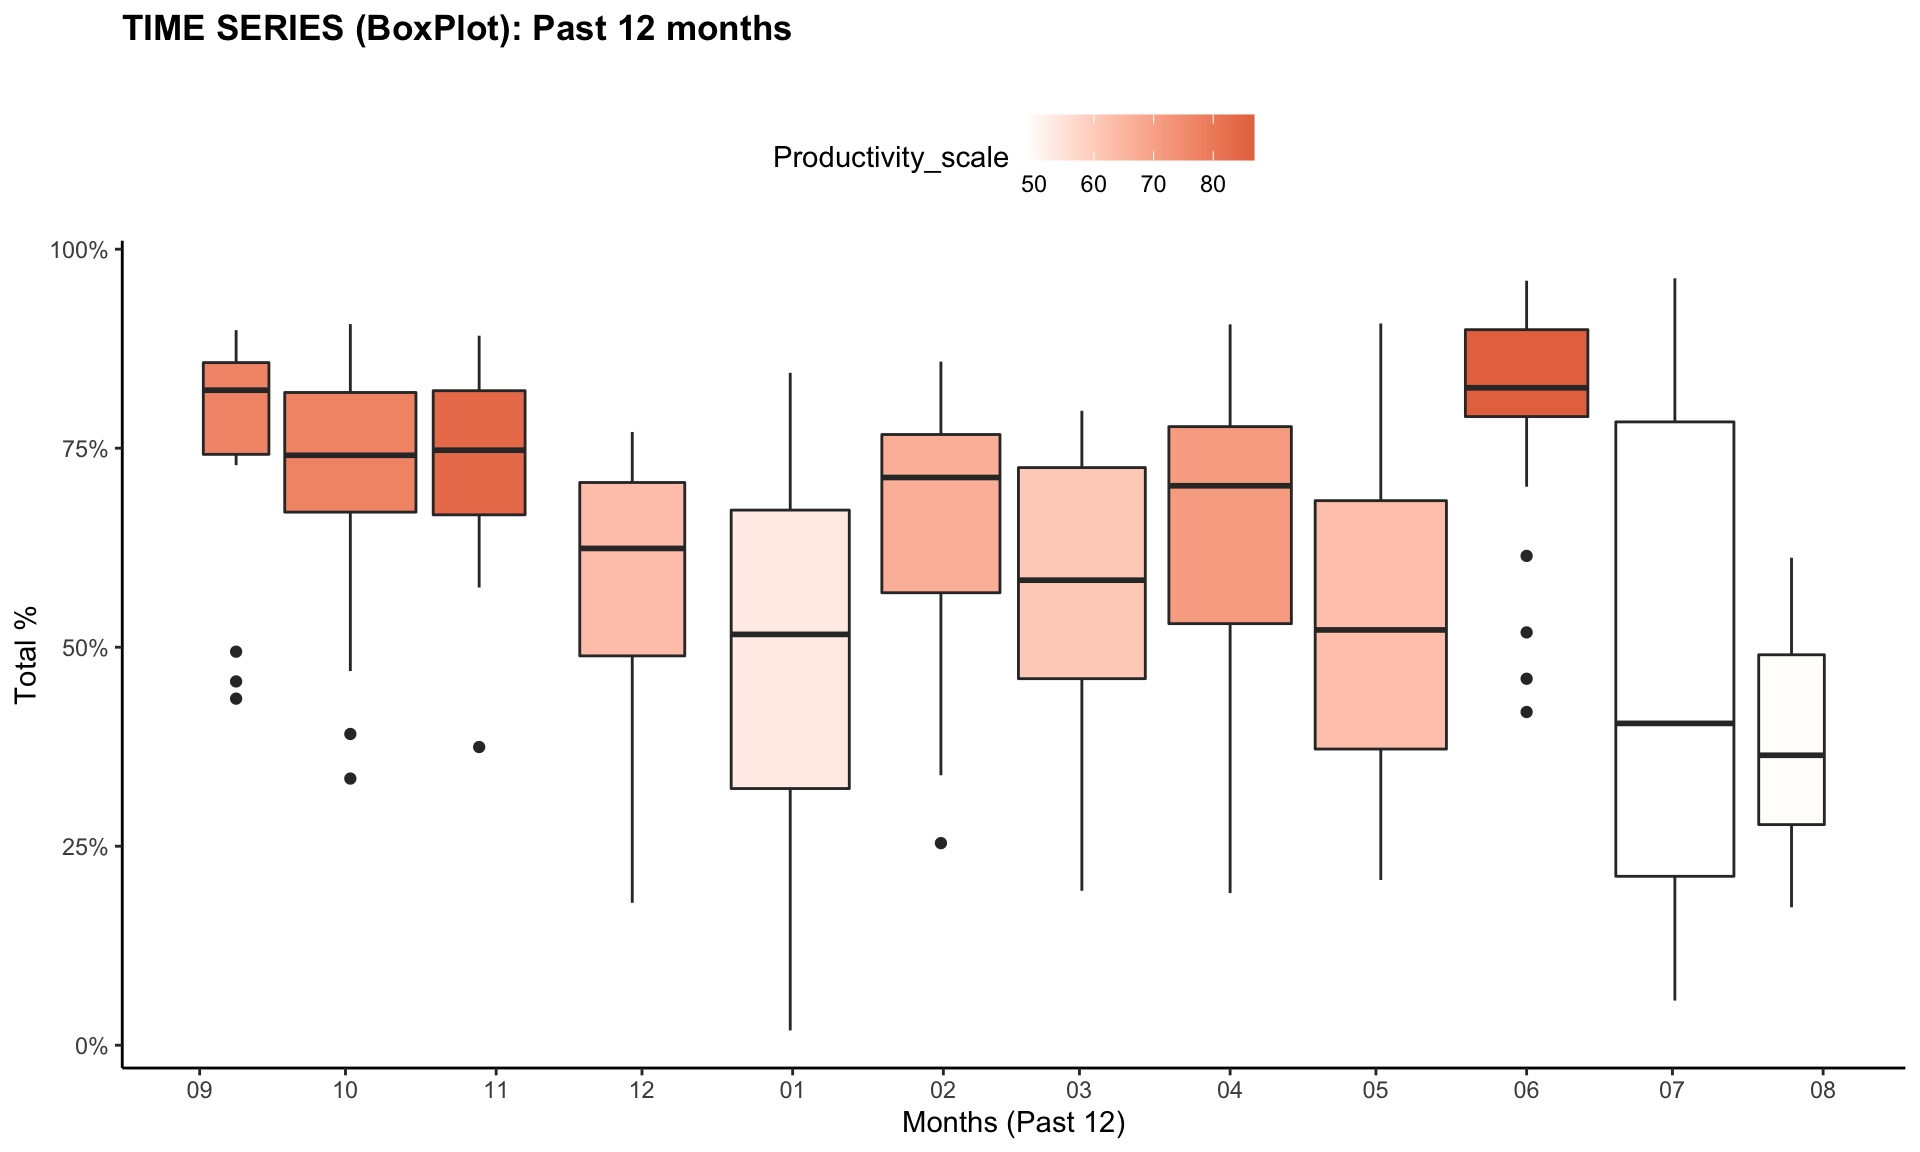 TIME SERIES (BoxPlot): Past 12 months
Productivity_scale
50 60 70 80
100%
75%
50%
25%
0%
Total %
09 10 11 12 01 02 03 04 05 06 07 08
Months (Past 12)